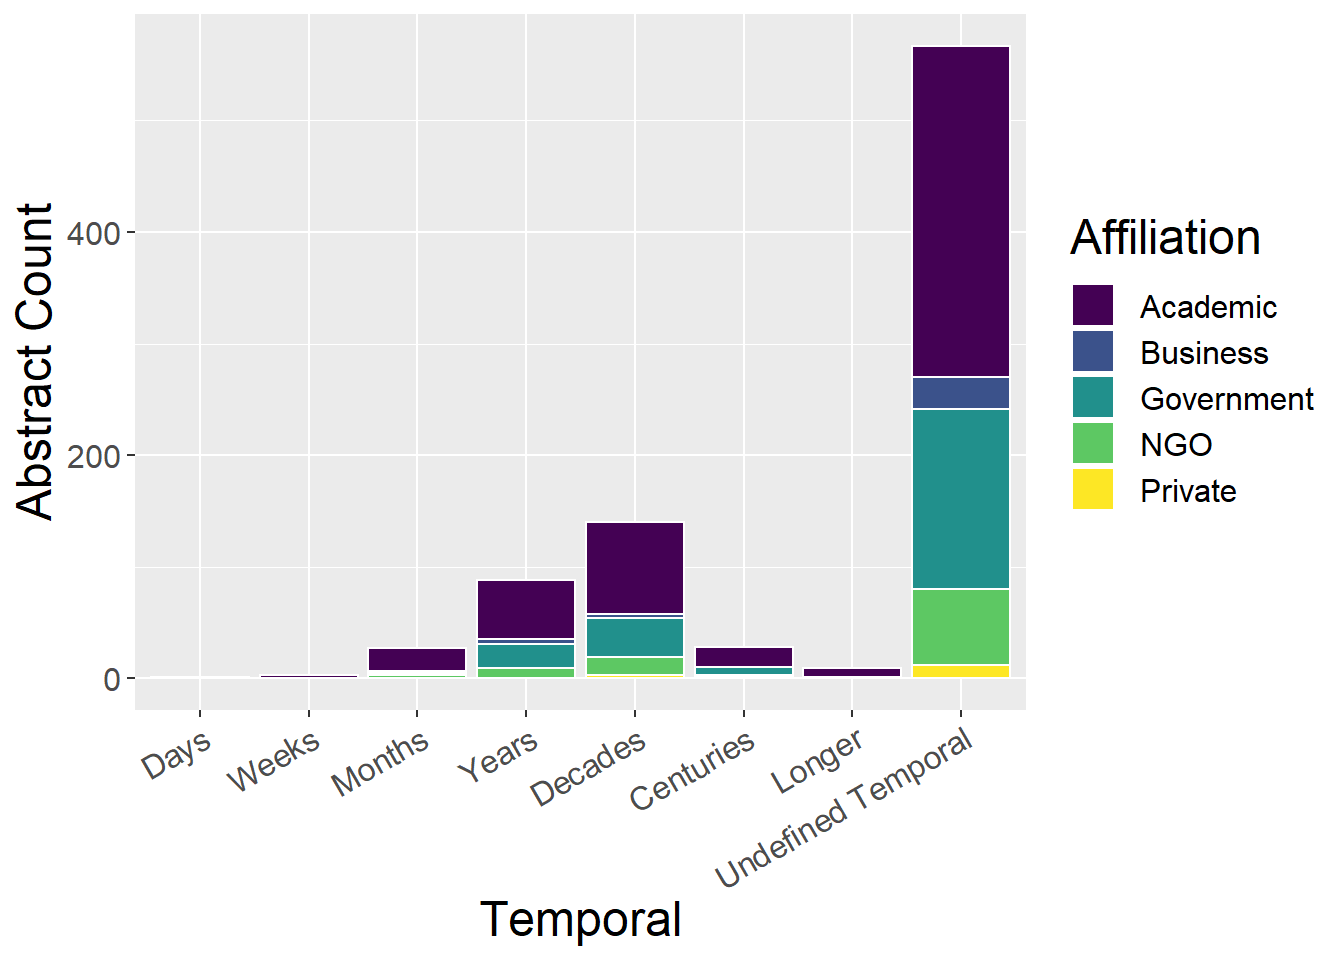 Abstract Count
400
200
0
Days
Weeks
Months
Years
Decades
Centuries
Longer
Undefined Temporal
Temporal
Affiliation
Academic
Business
Government
NGO
Private